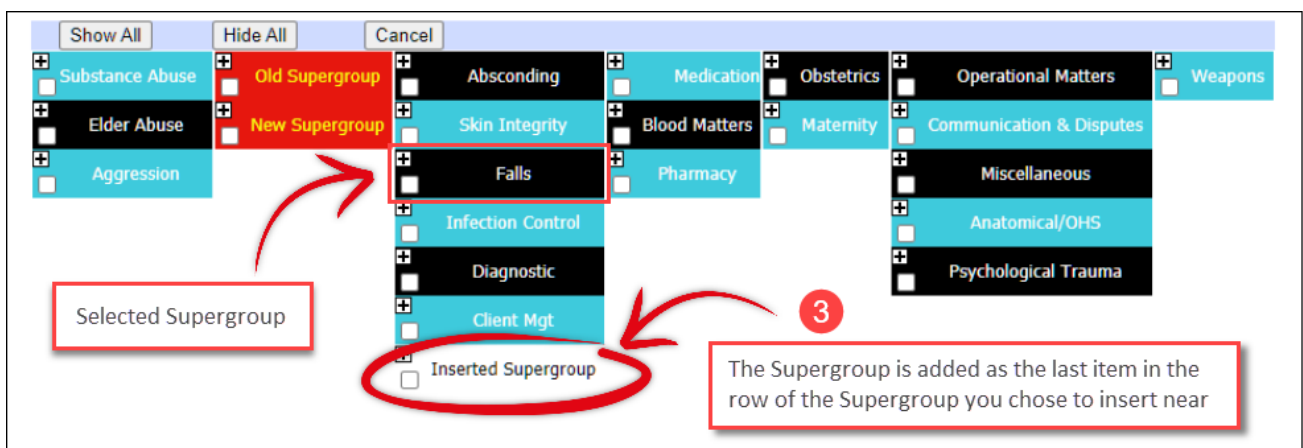 Show All Hide All Cancel
Substance Abuse Old Supergroup Absconding Medication Obstetrics Operational Matters Weapons
Elder Abuse New Supergroup Skin Integrity Blood Matters Maternity Communication & Disputes
Aggression Falls Pharmacy Miscellaneous
Infection Control Anatomical/OHS
Diagnostic Psychological Trauma
Selected Supergroup
Client Mgt
3
Inserted Supergroup
The Supergroup is added as the last item in the
row of the Supergroup you chose to insert near